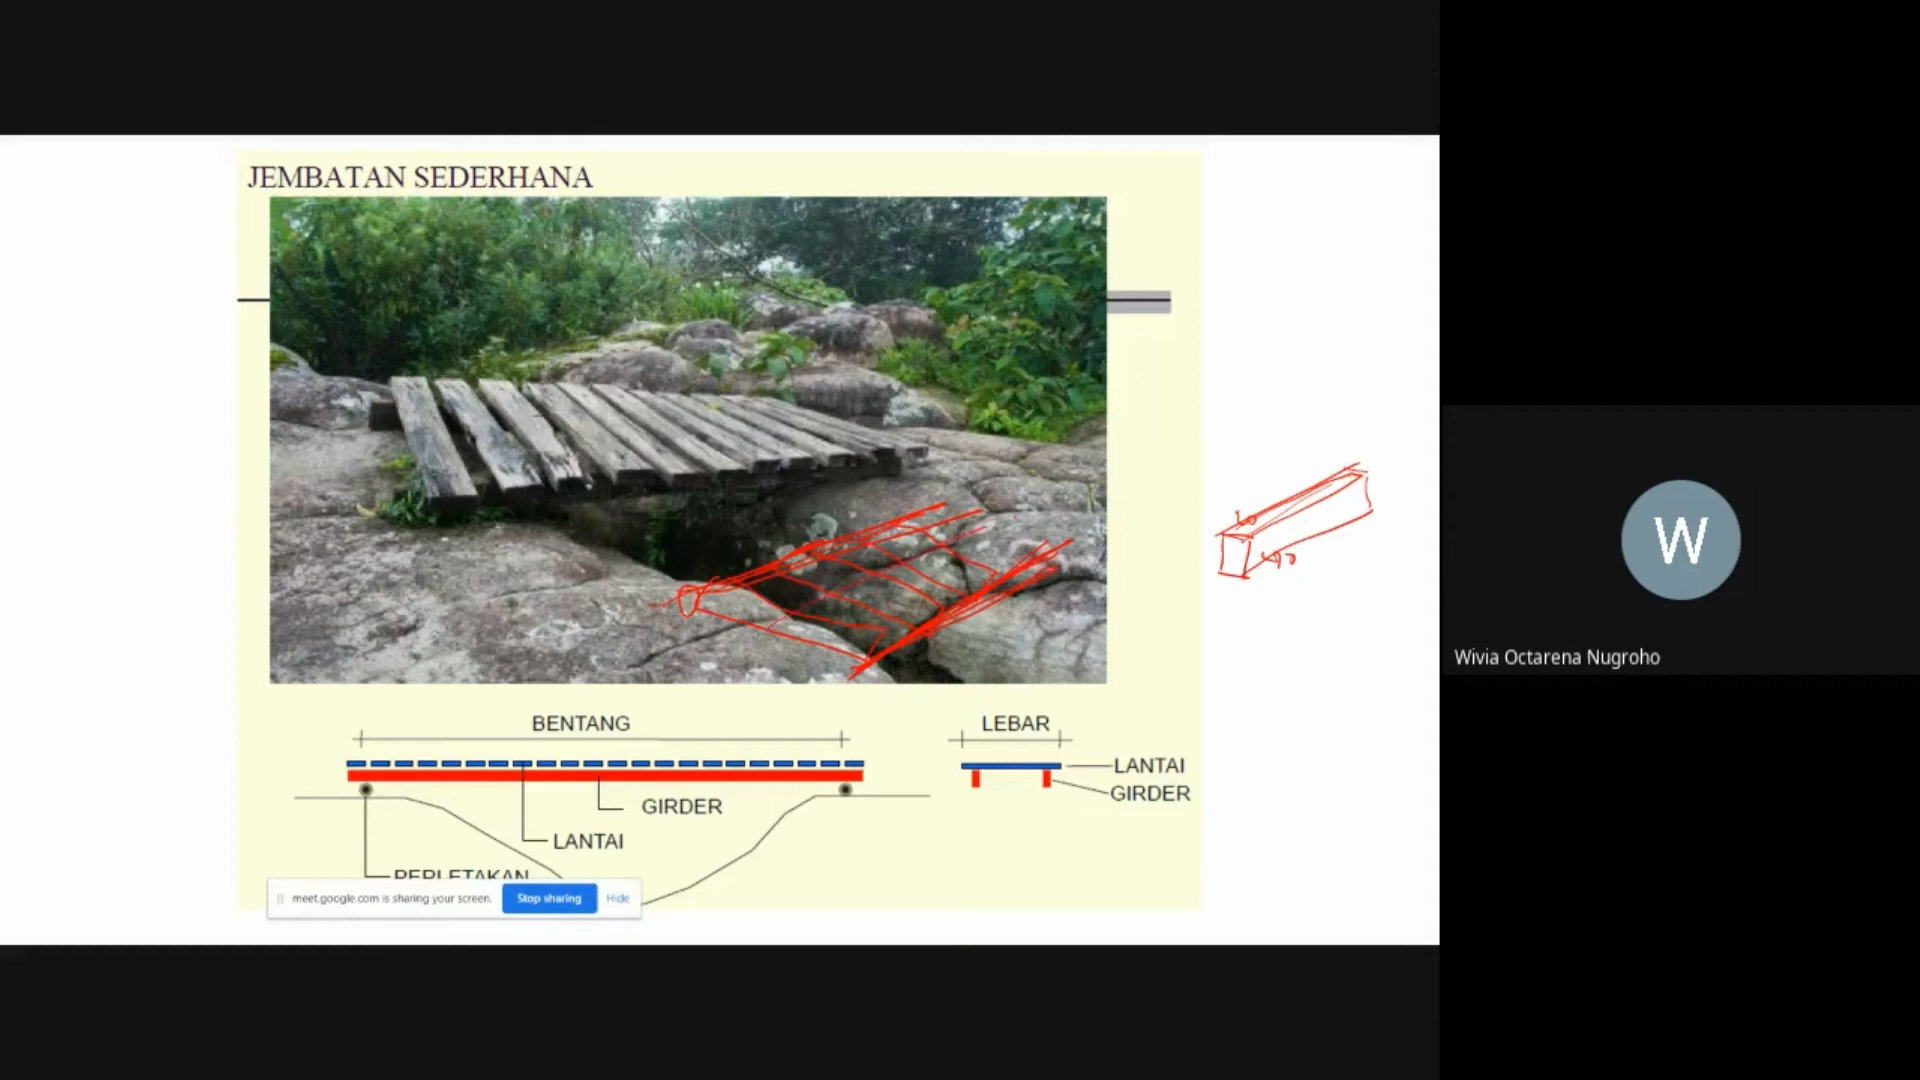 JEMBATAN SEDERHANA
BENTANG
LEBAR
LANTAI
GIRDER
GIRDER
LANTAI
PERLETAKAN
meet.google.com is sharing your screen.
Stop sharing
Hide
W
Wivia Octarena Nugroho